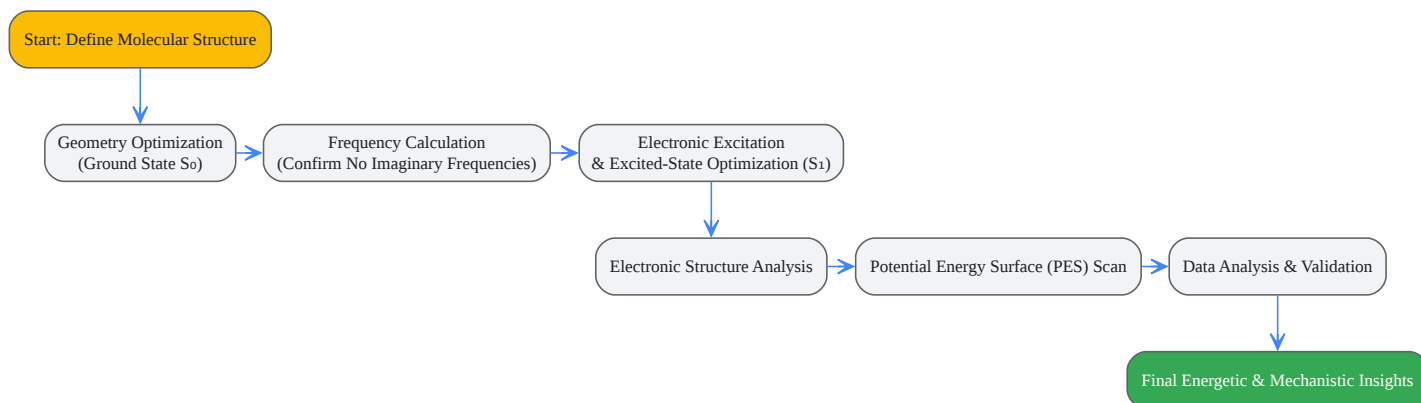 Start: Define Molecular Structure
Geometry Optimization
(Ground State S₀)
Frequency Calculation
(Confirm No Imaginary Frequencies)
Electronic Excitation
& Excited-State Optimization (S₁)
Electronic Structure Analysis
Potential Energy Surface (PES) Scan
Data Analysis & Validation
Final Energetic & Mechanistic Insights